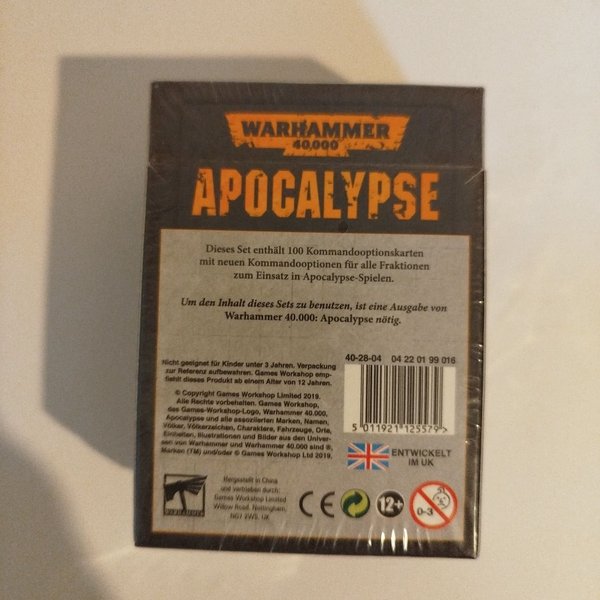 WARHAMMER
40,000
APOCALYPSE
Dieses Set enthält 100 Kommandooptionskarten
mit neuen Kommandooptionen für alle Fraktionen
zum Einsatz in Apocalypse-Spielen.
Um den Inhalt dieses Sets zu benutzen, ist eine Ausgabe von
Warhammer 40.000: Apocalypse nötig.
Nicht geeignet für Kinder unter 3 Jahren. Verpackung
zur Referenz aufbewahren. Games Workshop emp-
fiehlt dieses Produkt ab einem Alter von 12 Jahren.
© Copyright Games Workshop Limited 2019.
Alle Rechte vorbehalten. Games Workshop,
das Games-Workshop-Logo, Warhammer 40.000,
Apocalypse und alle assoziierten Marken, Namen,
Völker, Völkerzeichen, Charaktere, Fahrzeuge, Orte,
Einheiten, Illustrationen und Bilder aus den Univer-
sen von Warhammer und Warhammer 40.000 sind ®,
Marken (TM) und/oder © Games Workshop Ltd 2019.
40-28-04 04 22 01 99 016
5 011921 125579 >
ENTWICKELT
IM UK
WARHAMMER
Hergestellt in China
und vertrieben durch:
Games Workshop Limited
Willow Road, Nottingham,
NG7 2WS, UK
CE
12+
0-3